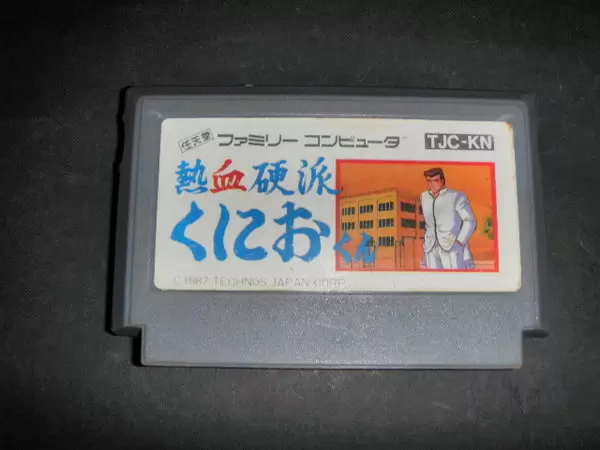 任天堂 ファミリー コンピュータ TJC-KN
熱血硬派
くにおくん
©1987 TECHNOS JAPAN CORP.